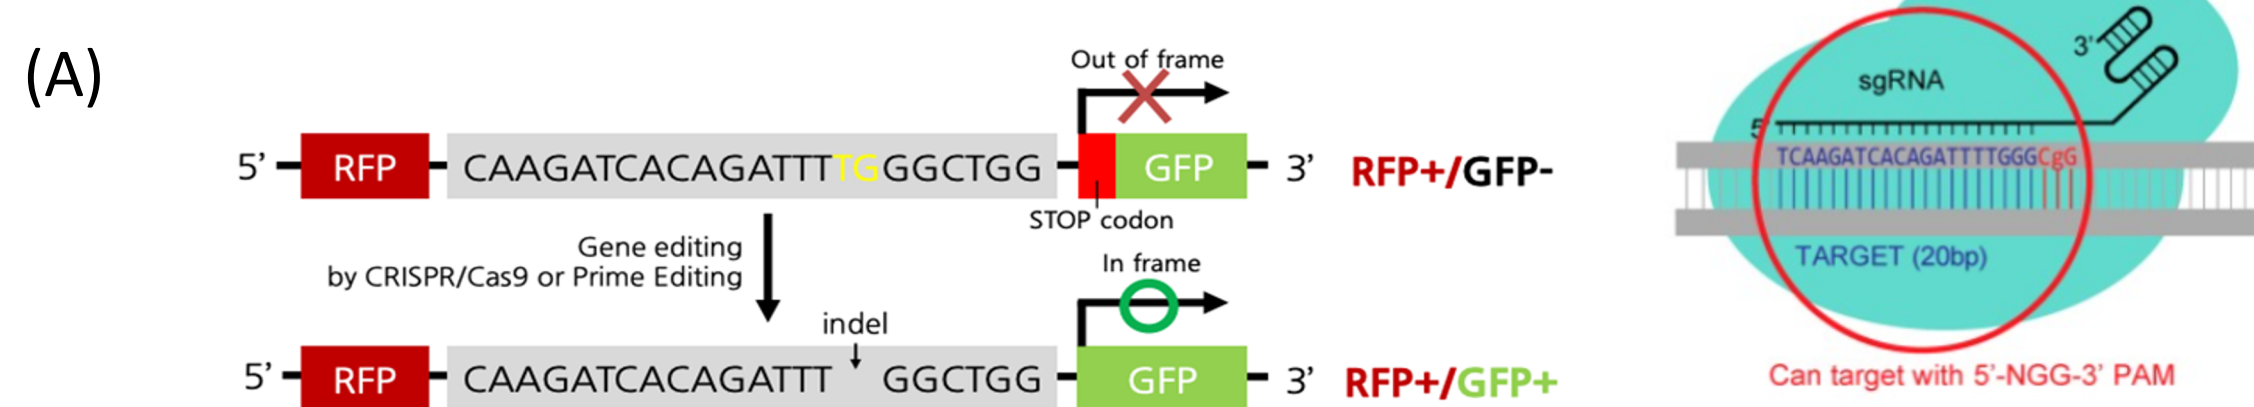 (A)
Out of frame
5’ RFP CAAGATCACAGATTTTGGGCTGG GFP 3’ RFP+/GFP-
STOP codon
Gene editing
by CRISPR/Cas9 or Prime Editing
In frame
indel
5’ RFP CAAGATCACAGATTT GGCTGG GFP 3’ RFP+/GFP+
3’
sgRNA
5’
TCAAGATCACAGATTTTGGGCgG
TARGET (20bp)
Can target with 5’-NGG-3’ PAM